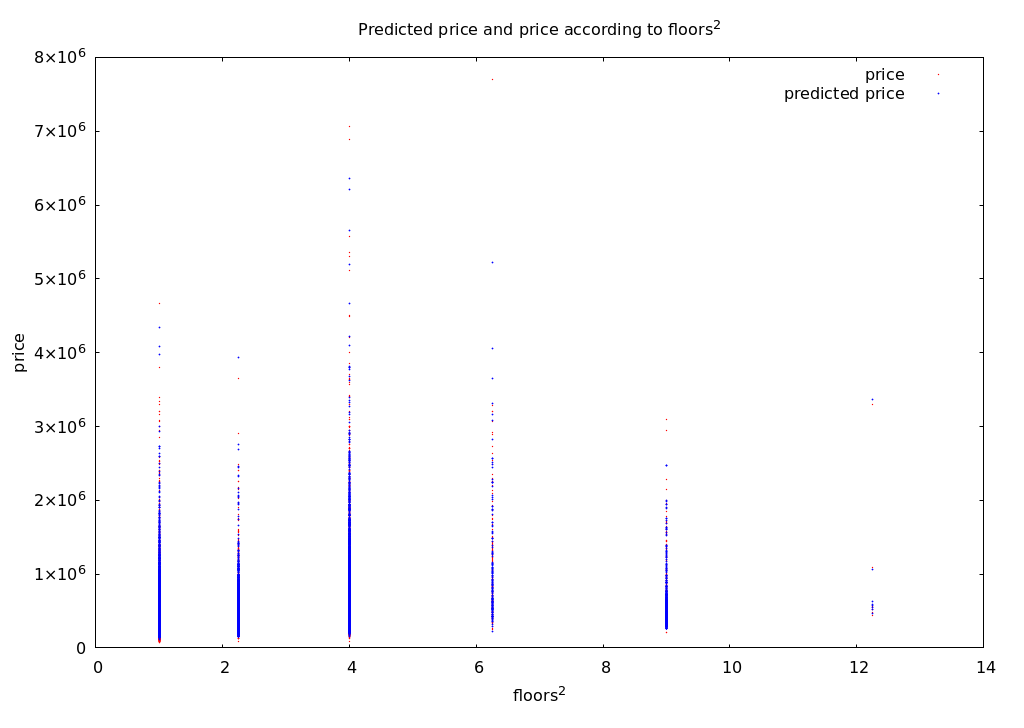 Predicted price and price according to floors²
8×10⁶
7×10⁶
6×10⁶
5×10⁶
4×10⁶
3×10⁶
2×10⁶
1×10⁶
0
price
price
predicted price
0 2 4 6 8 10 12 14
floors²